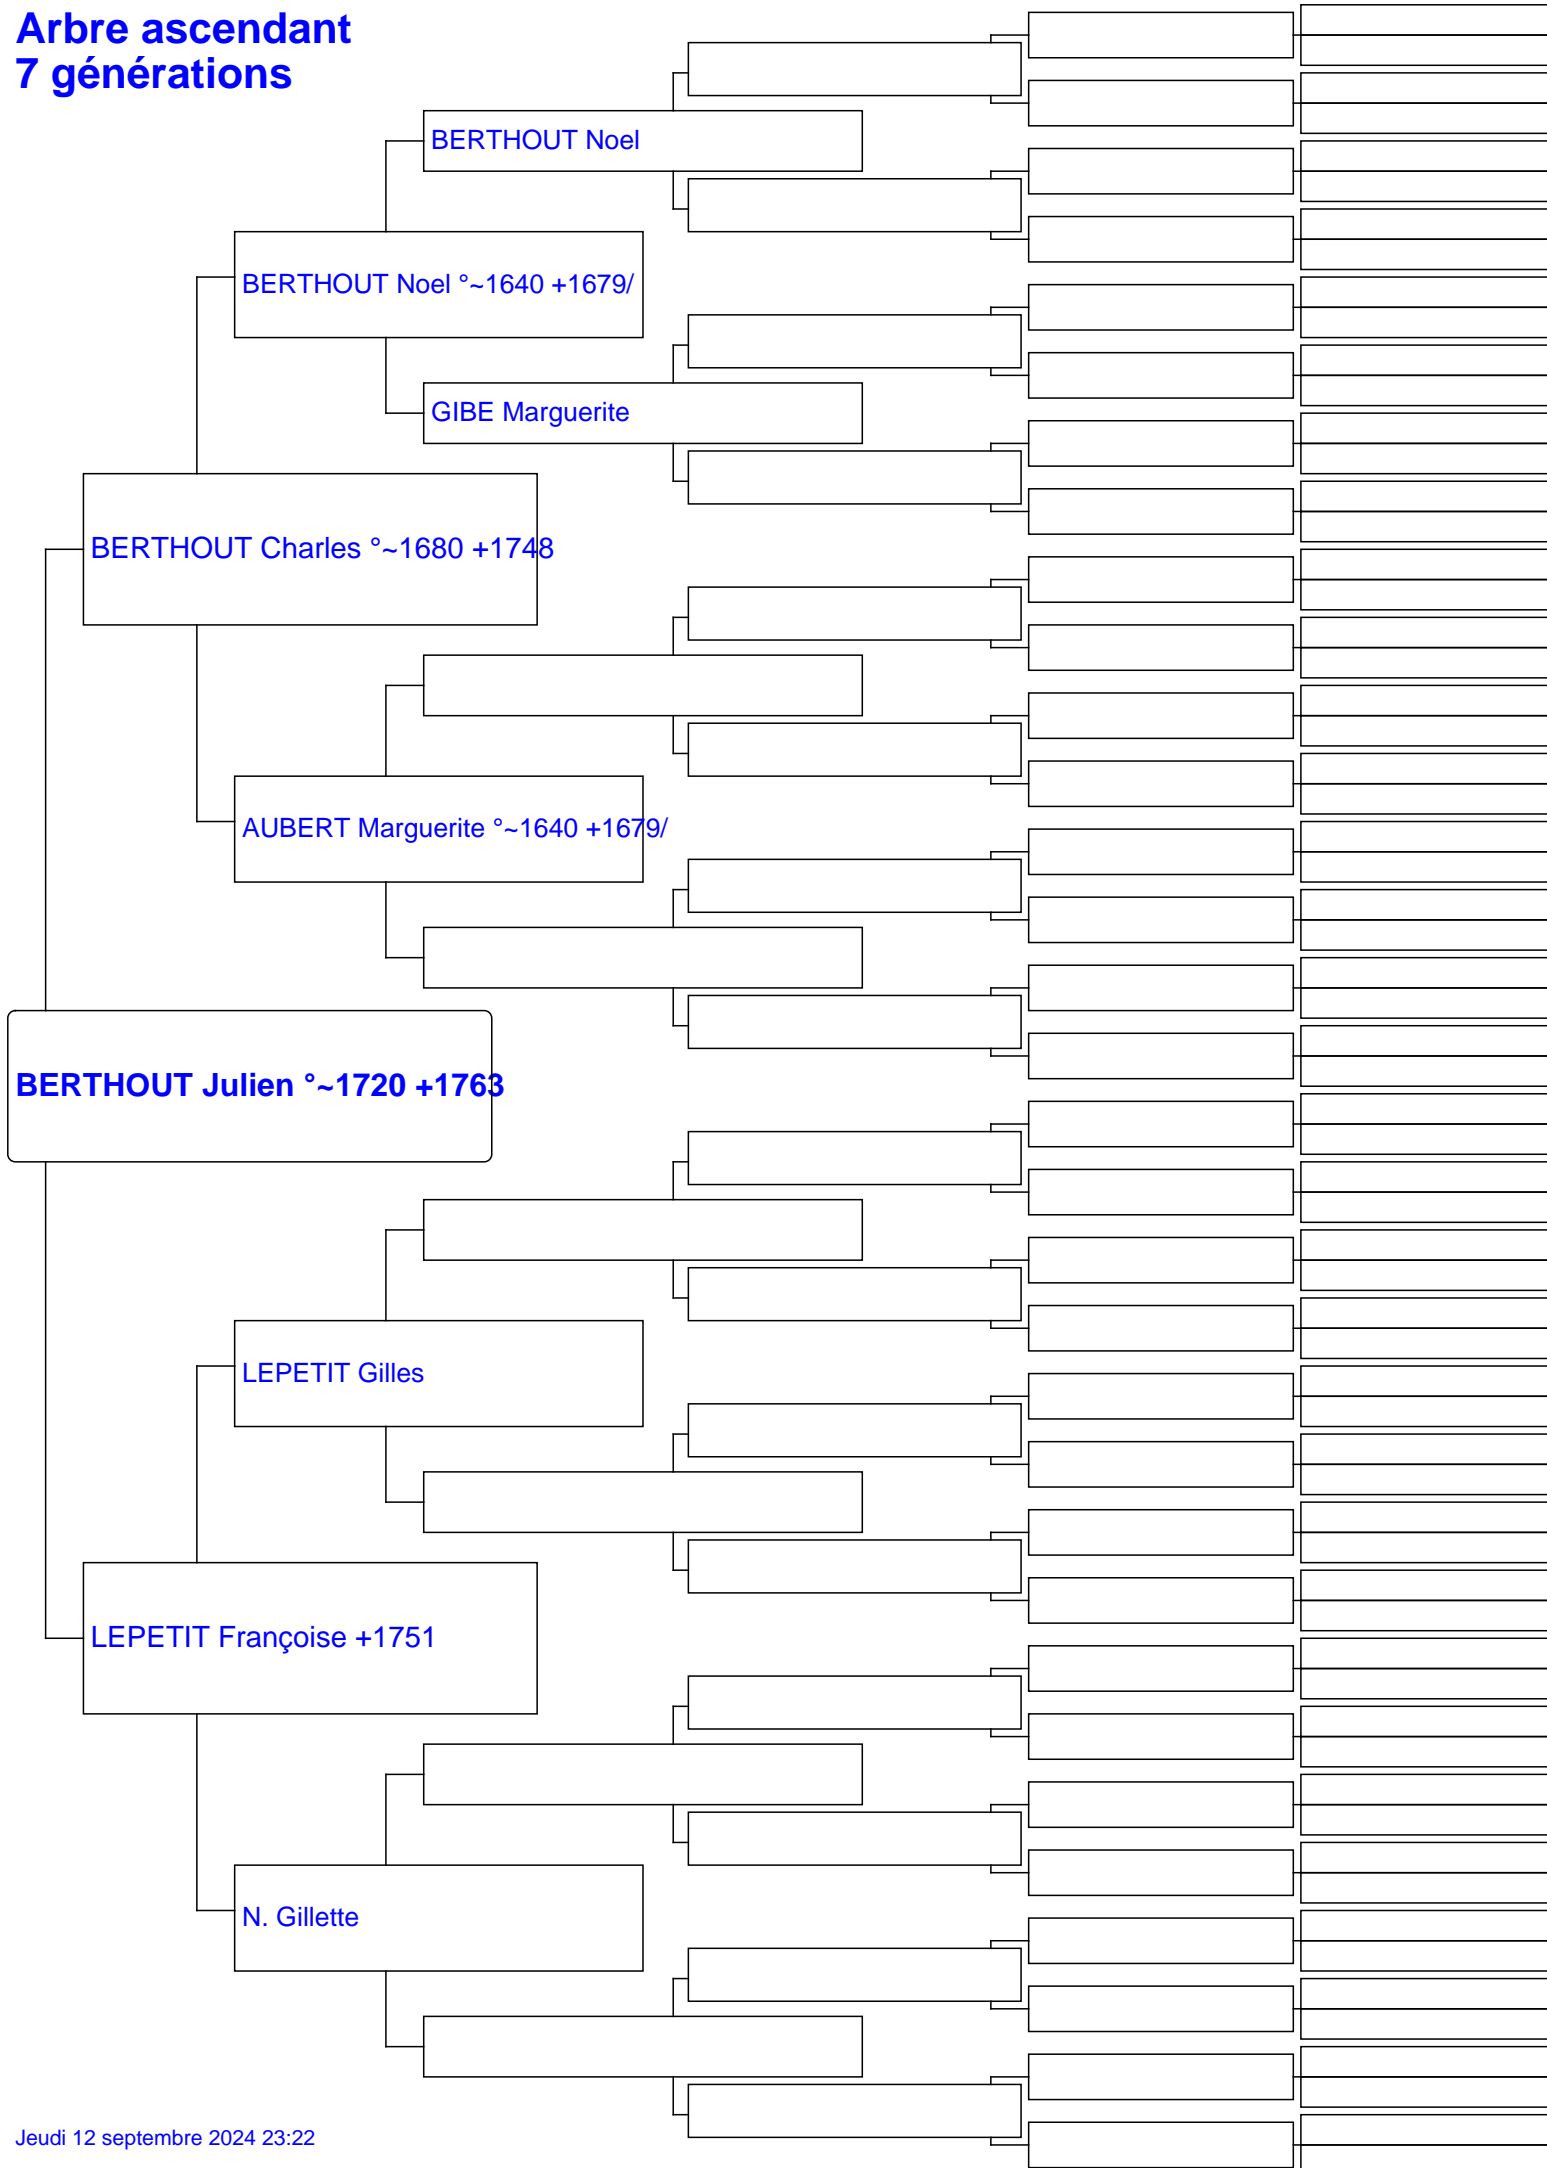 Arbre ascendant
7 générations
BERTHOUT Noel
BERTHOUT Noel °~1640 +1679/
GIBE Marguerite
BERTHOUT Charles °~1680 +1748
AUBERT Marguerite °~1640 +1679/
BERTHOUT Julien °~1720 +1763
LEPETIT Gilles
LEPETIT Françoise +1751
N. Gillette
Jeudi 12 septembre 2024 23:22